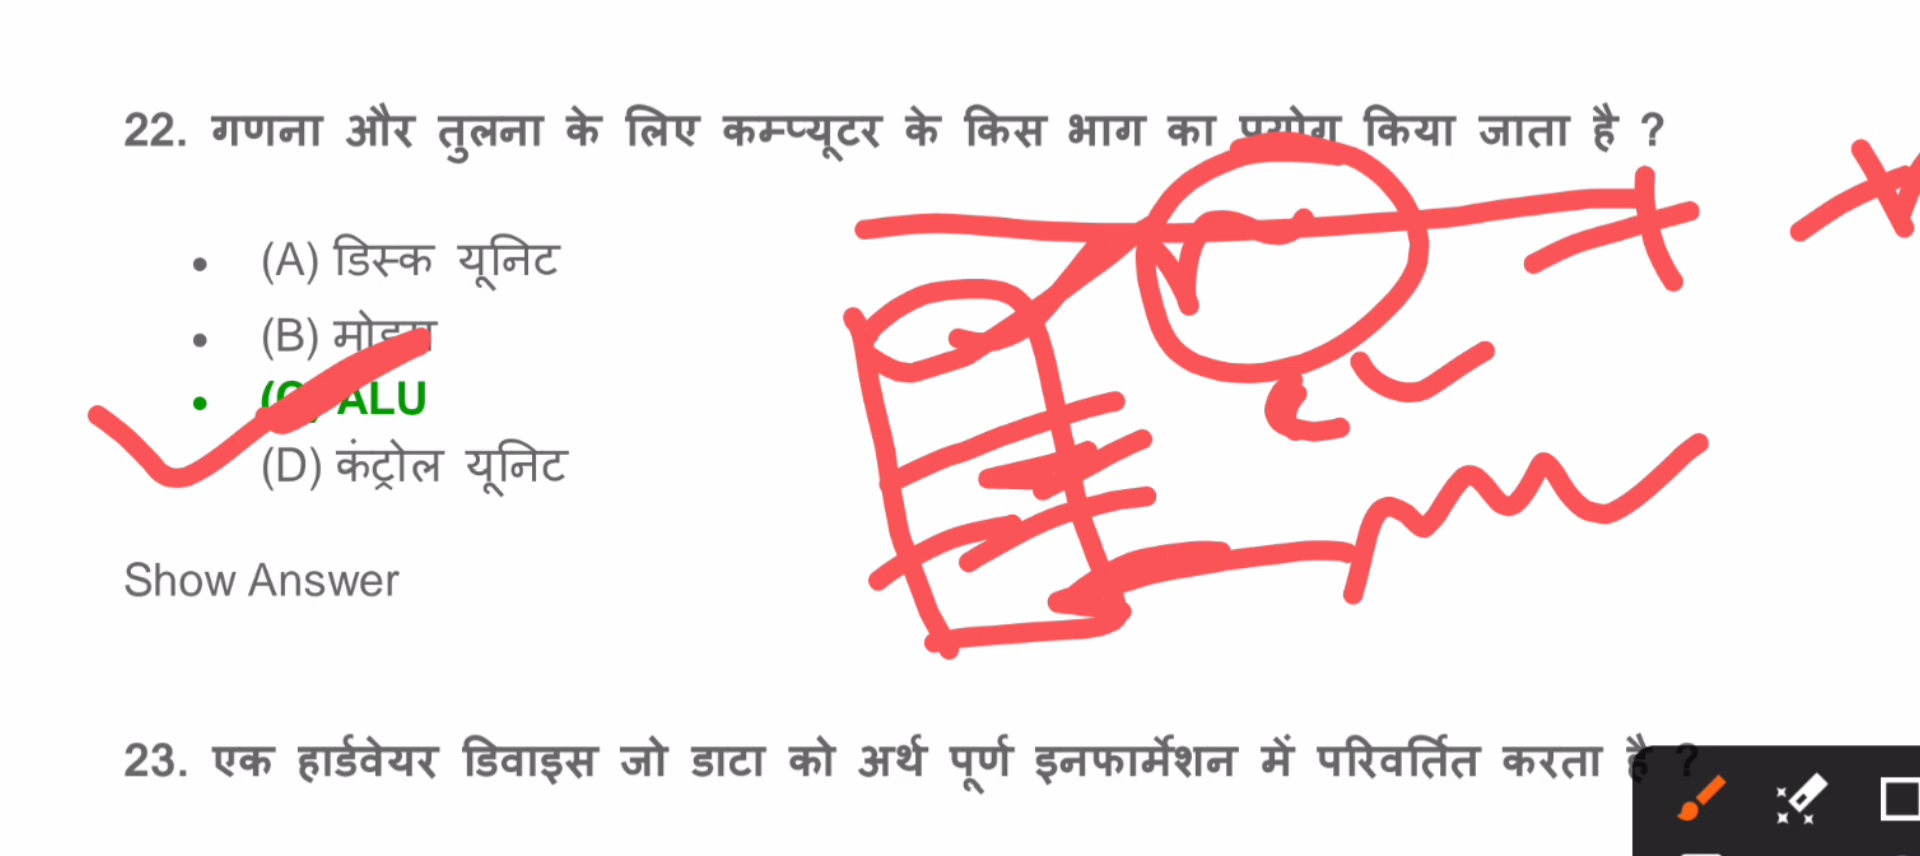 22. गणना और तुलना के लिए कम्प्यूटर के किस भाग का प्रयोग किया जाता है ?
(A) डिस्क यूनिट
(B) मोडम
(C) ALU
(D) कंट्रोल यूनिट
Show Answer
23. एक हार्डवेयर डिवाइस जो डाटा को अर्थ पूर्ण इनफार्मेशन में परिवर्तित करता है ?